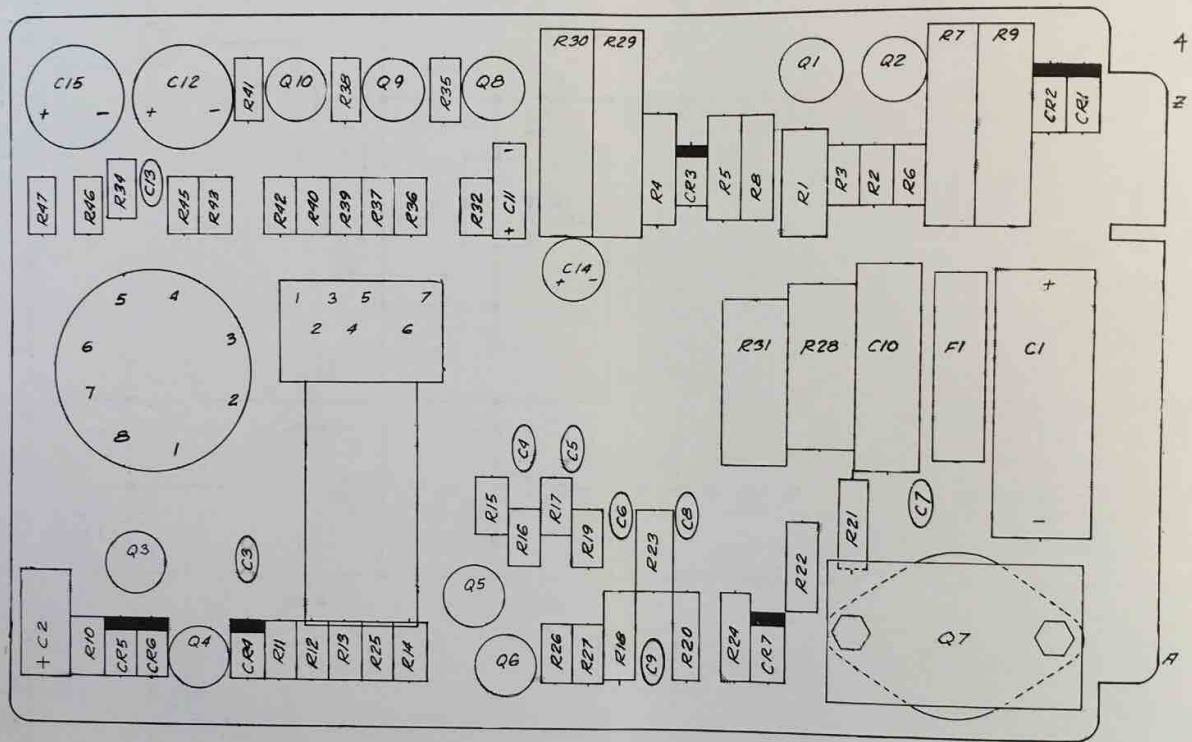 R30 R29
R7 R9
4
C15
+ -
C12
+ -
R41
Q10
R38
Q9
R35
Q8
Q1
Q2
CR2
CR1
Z
R47
R46
R34
C13
R45
R43
R42
R40
R39
R37
R36
R32
+ C11 -
R4
CR3
R5
R8
R1
R3
R2
R6
C14
+ -
5 4
6 3
7 2
8 1
1 3 5 7
2 4 6
R31
R28
C10
F1
+
C1
-
C4
C5
R15
R16
R17
R19
C6
R23
C8
R21
C7
Q3
C3
Q5
R22
+ C2
R10
CR5
CR6
Q4
CR4
R11
R12
R13
R25
R14
Q6
R26
R27
R18
C9
R20
R24
CR7
Q7
A